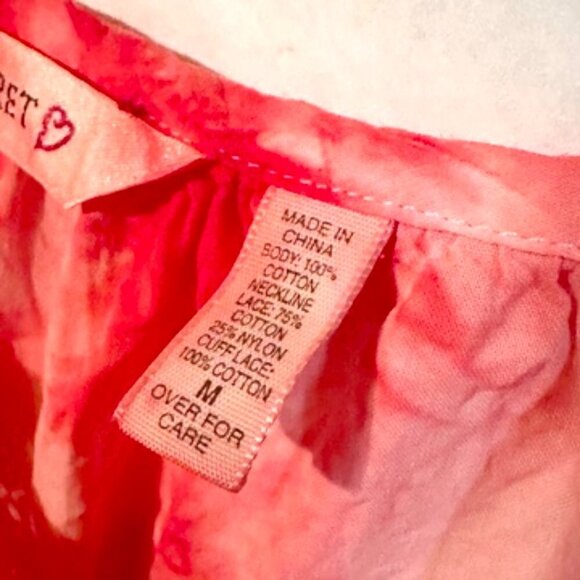 RET
MADE IN
CHINA
BODY: 100%
COTTON
NECKLINE
LACE: 75%
COTTON
25% NYLON
CUFF LACE:
100% COTTON
M
OVER FOR
CARE